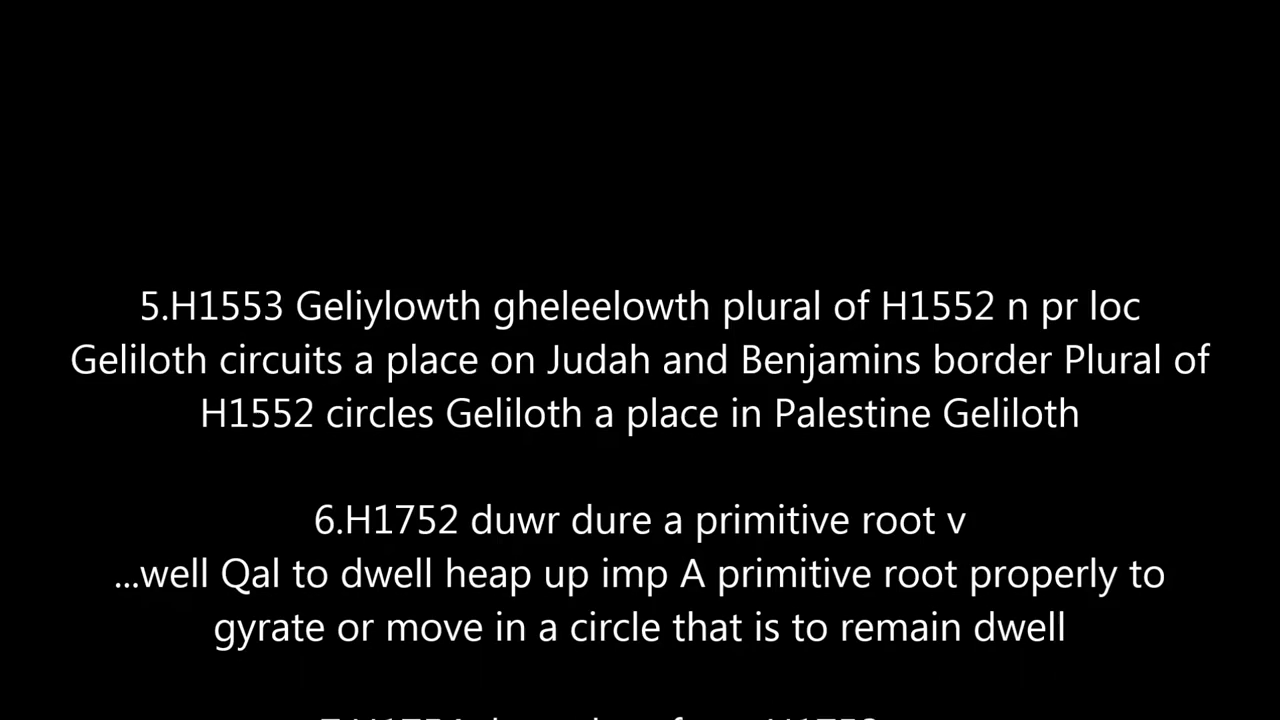 5.H1553 Geliylowth gheleelowth plural of H1552 n pr loc
Geliloth circuits a place on Judah and Benjamins border Plural of
H1552 circles Geliloth a place in Palestine Geliloth
6.H1752 duwr dure a primitive root v
...well Qal to dwell heap up imp A primitive root properly to
gyrate or move in a circle that is to remain dwell